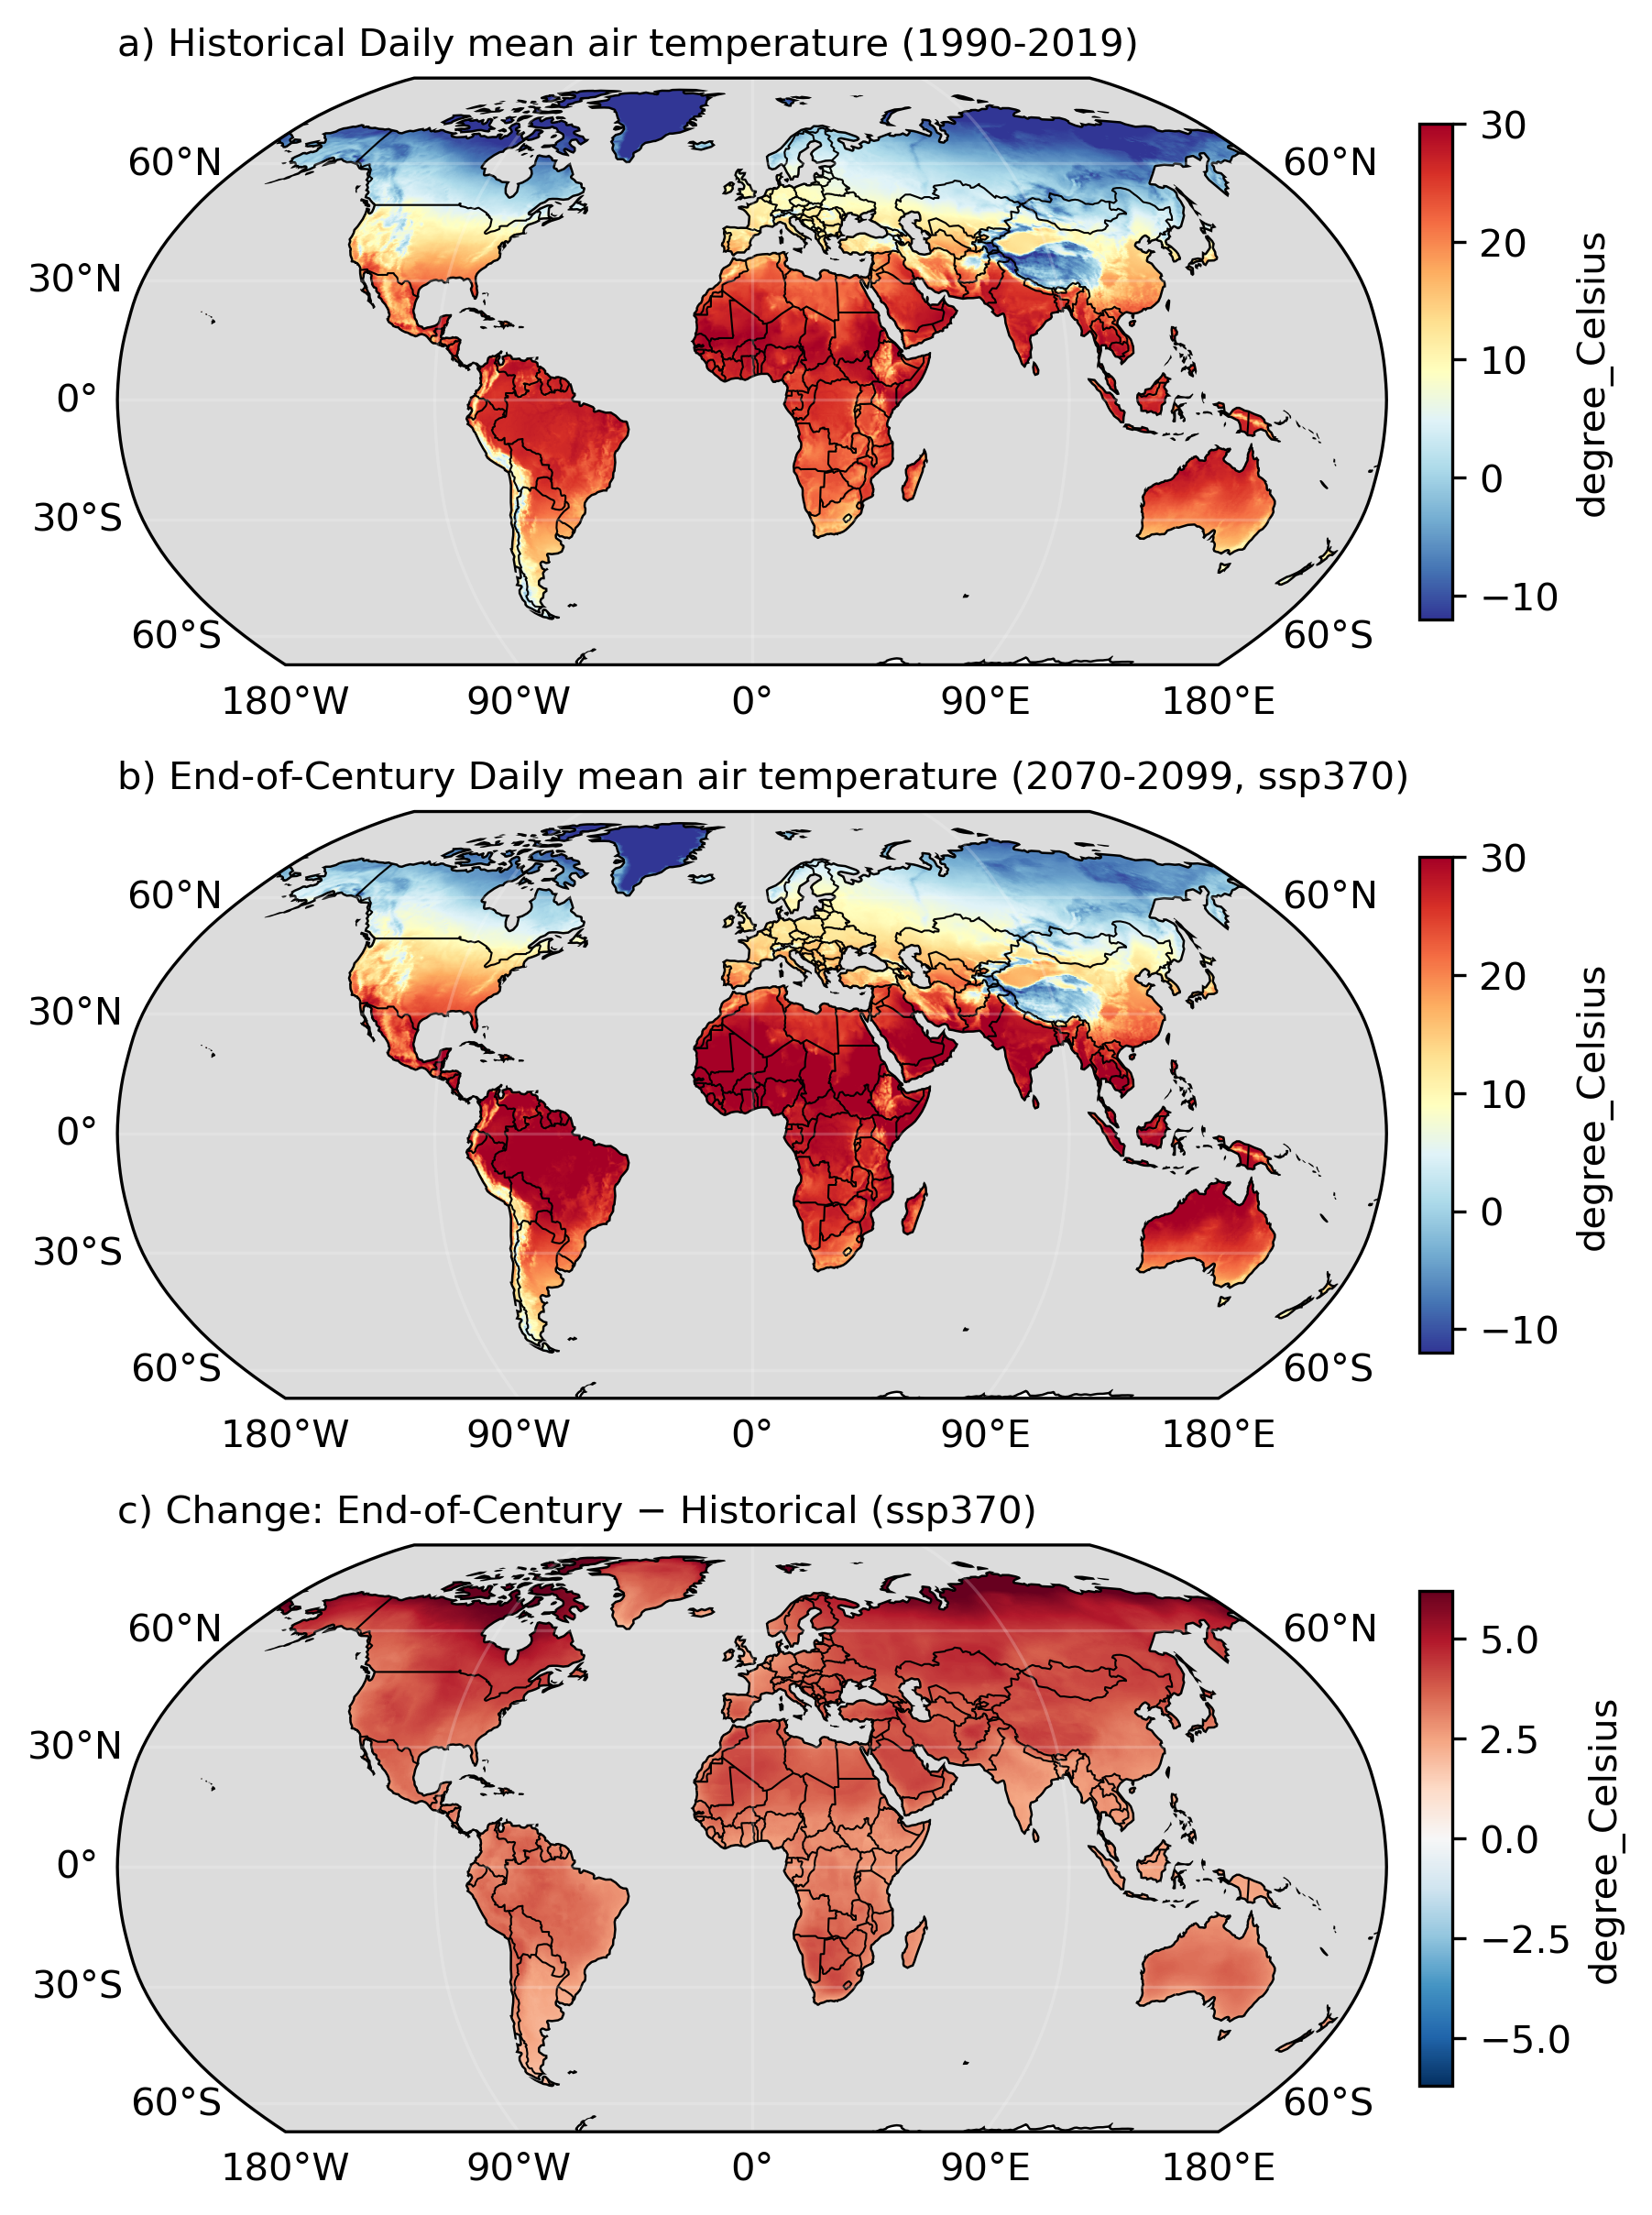 a) Historical Daily mean air temperature (1990-2019)
60°N 60°N
30°N
0°
30°S
60°S 60°S
180°W 90°W 0° 90°E 180°E
30
20
10
0
−10
degree_Celsius
b) End-of-Century Daily mean air temperature (2070-2099, ssp370)
60°N 60°N
30°N
0°
30°S
60°S 60°S
180°W 90°W 0° 90°E 180°E
30
20
10
0
−10
degree_Celsius
c) Change: End-of-Century − Historical (ssp370)
60°N 60°N
30°N
0°
30°S
60°S 60°S
180°W 90°W 0° 90°E 180°E
5.0
2.5
0.0
−2.5
−5.0
degree_Celsius